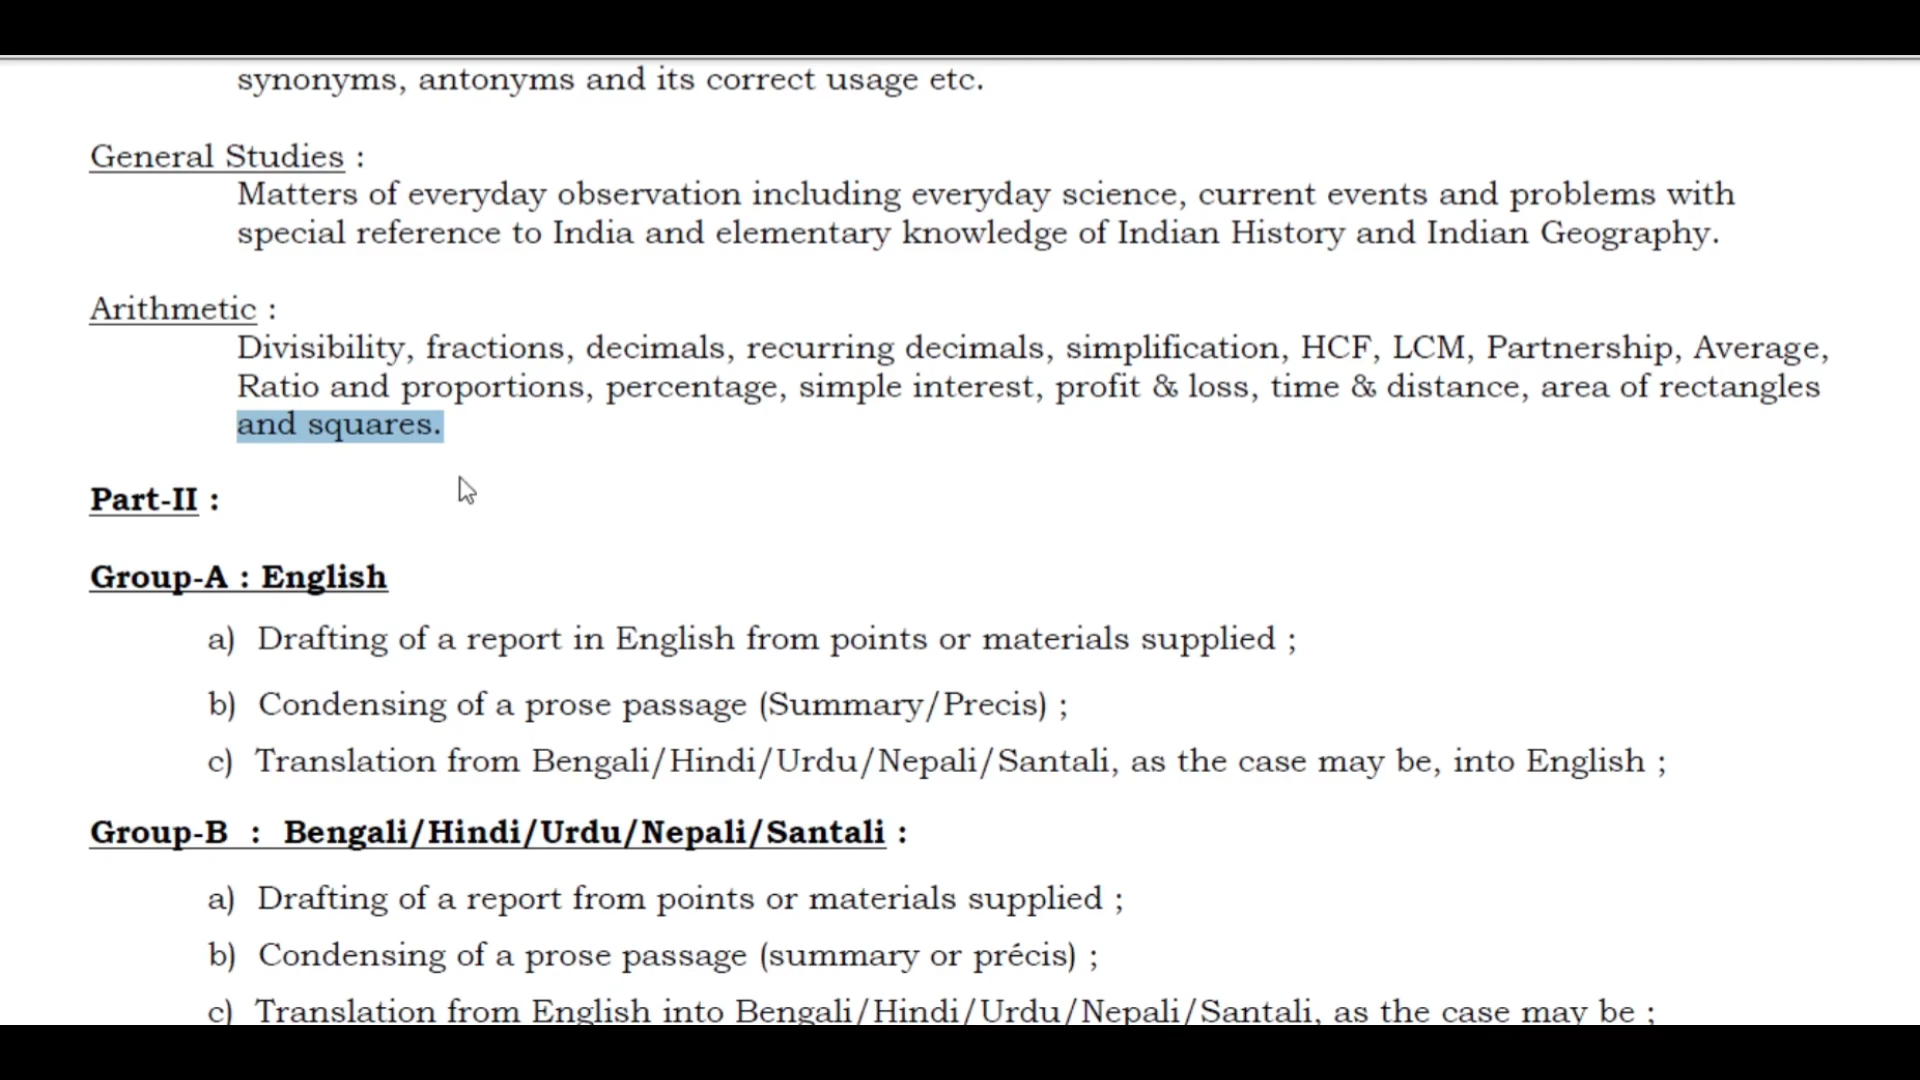 synonyms, antonyms and its correct usage etc.
General Studies :
Matters of everyday observation including everyday science, current events and problems with
special reference to India and elementary knowledge of Indian History and Indian Geography.
Arithmetic :
Divisibility, fractions, decimals, recurring decimals, simplification, HCF, LCM, Partnership, Average,
Ratio and proportions, percentage, simple interest, profit & loss, time & distance, area of rectangles
and squares.
Part-II :
Group-A : English
a) Drafting of a report in English from points or materials supplied ;
b) Condensing of a prose passage (Summary/Precis) ;
c) Translation from Bengali/Hindi/Urdu/Nepali/Santali, as the case may be, into English ;
Group-B : Bengali/Hindi/Urdu/Nepali/Santali :
a) Drafting of a report from points or materials supplied ;
b) Condensing of a prose passage (summary or précis) ;
c) Translation from English into Bengali/Hindi/Urdu/Nepali/Santali, as the case may be ;